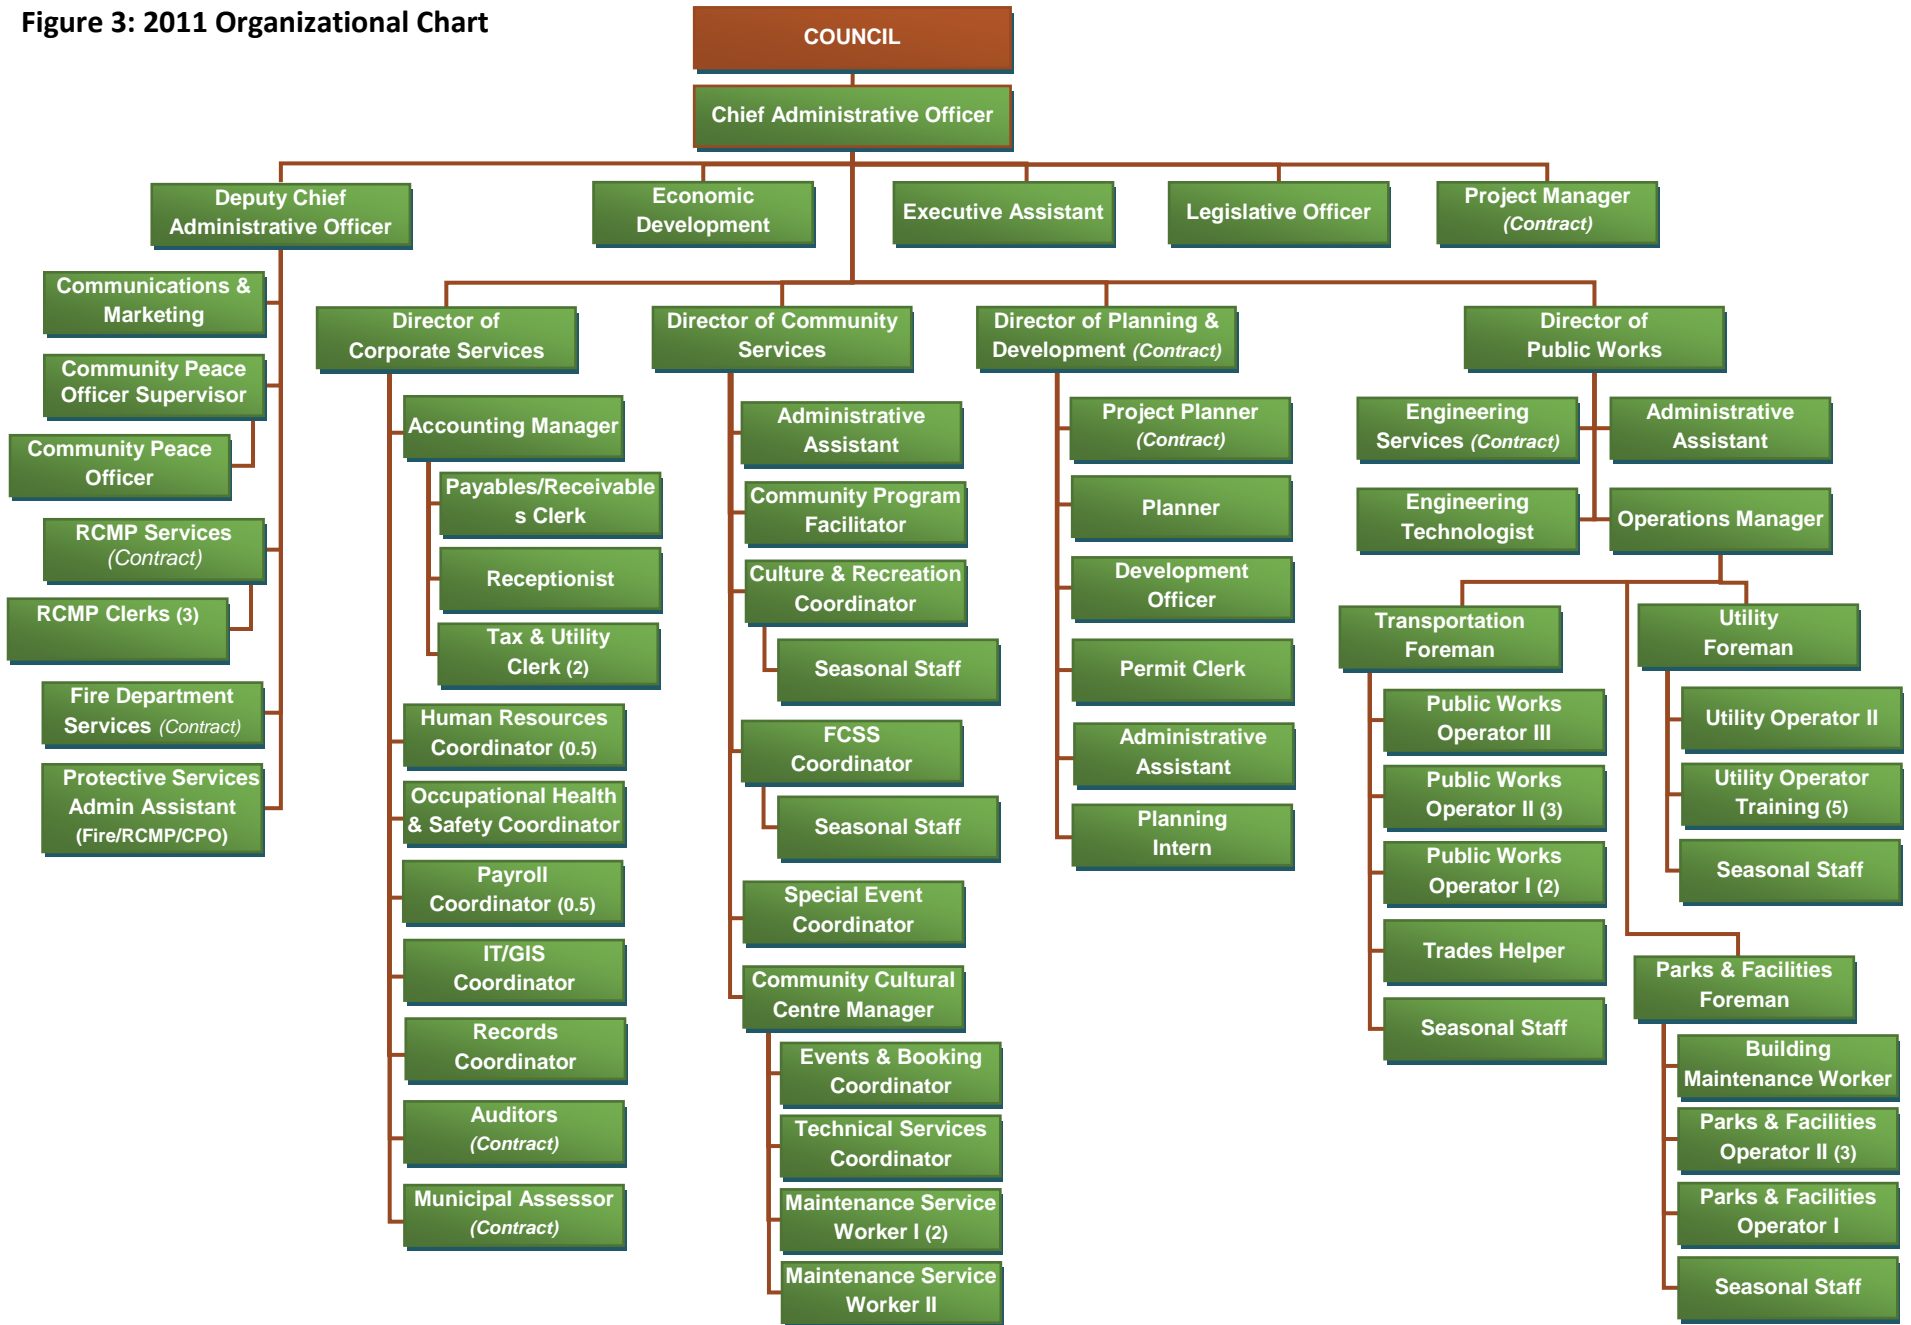 Figure 3: 2011 Organizational Chart
COUNCIL
Chief Administrative Officer
Deputy Chief
Administrative Officer
Economic
Development
Executive Assistant
Legislative Officer
Project Manager
(Contract)
Communications &
Marketing
Community Peace
Officer Supervisor
Community Peace
Officer
RCMP Services
(Contract)
RCMP Clerks (3)
Fire Department
Services (Contract)
Protective Services
Admin Assistant
(Fire/RCMP/CPO)
Director of
Corporate Services
Accounting Manager
Payables/Receivable
s Clerk
Receptionist
Tax & Utility
Clerk (2)
Human Resources
Coordinator (0.5)
Occupational Health
& Safety Coordinator
Payroll
Coordinator (0.5)
IT/GIS
Coordinator
Records
Coordinator
Auditors
(Contract)
Municipal Assessor
(Contract)
Director of Community
Services
Administrative
Assistant
Community Program
Facilitator
Culture & Recreation
Coordinator
Seasonal Staff
FCSS
Coordinator
Seasonal Staff
Special Event
Coordinator
Community Cultural
Centre Manager
Events & Booking
Coordinator
Technical Services
Coordinator
Maintenance Service
Worker I (2)
Maintenance Service
Worker II
Director of Planning &
Development (Contract)
Project Planner
(Contract)
Planner
Development
Officer
Permit Clerk
Administrative
Assistant
Planning
Intern
Director of
Public Works
Engineering
Services (Contract)
Administrative
Assistant
Engineering
Technologist
Operations Manager
Transportation
Foreman
Public Works
Operator III
Public Works
Operator II (3)
Public Works
Operator I (2)
Trades Helper
Seasonal Staff
Utility
Foreman
Utility Operator II
Utility Operator
Training (5)
Seasonal Staff
Parks & Facilities
Foreman
Building
Maintenance Worker
Parks & Facilities
Operator II (3)
Parks & Facilities
Operator I
Seasonal Staff